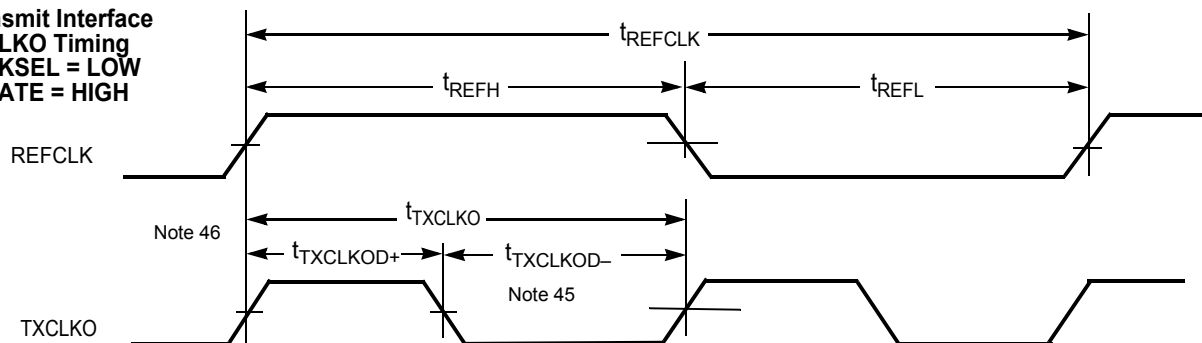 nsmit Interface
LKO Timing
KSEL = LOW
ATE = HIGH
tREFCLK
tREFH
tREFL
REFCLK
Note 46
tTXCLKO
tTXCLKOD+
tTXCLKOD–
Note 45
TXCLKO